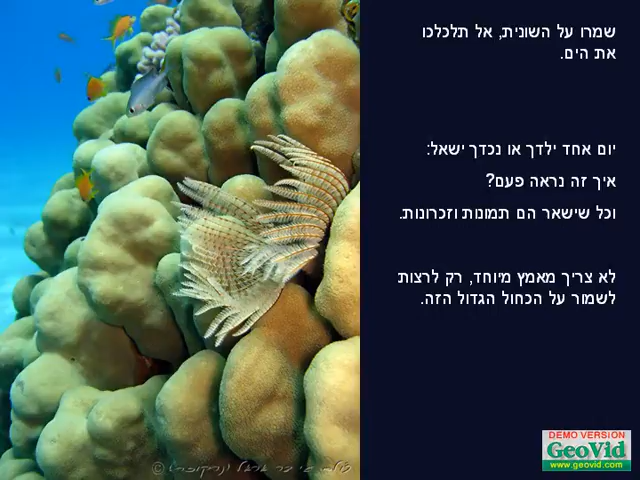 שמרו על השונית, אל תלכלכו
את הים.
יום אחד ילדך או נכדך ישאל:
איך זה נראה פעם?
וכל שישאר הם תמונות וזכרונות.
לא צריך מאמץ מיוחד, רק לרצות
לשמור על הכחול הגדול הזה.
DEMO VERSION
GeoVid
www.geovid.com